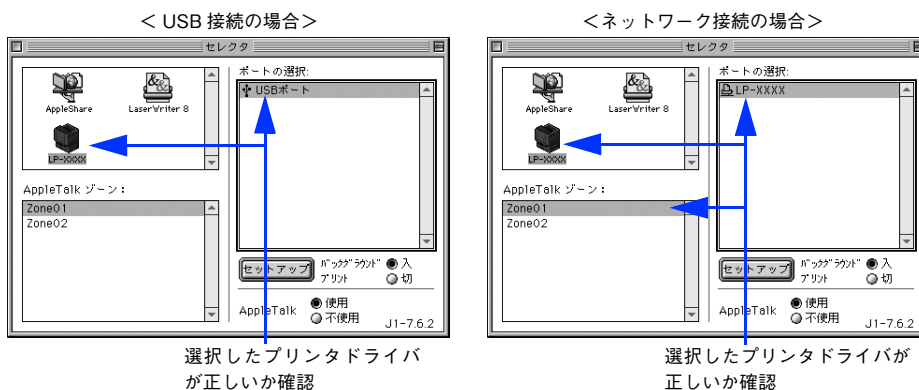 ＜USB 接続の場合＞
セレクタ
AppleShare
LaserWriter 8
LP-XXXX
AppleTalk ゾーン：
Zone01
Zone02
ポートの選択:
USBポート
セットアップ
バックグラウンド
プリント
入
切
AppleTalk
使用
不使用
J1-7.6.2
選択したプリンタドライバ
が正しいか確認
＜ネットワーク接続の場合＞
セレクタ
AppleShare
LaserWriter 8
LP-XXXX
AppleTalk ゾーン：
Zone01
Zone02
ポートの選択:
LP-XXXX
セットアップ
バックグラウンド
プリント
入
切
AppleTalk
使用
不使用
J1-7.6.2
選択したプリンタドライバが
正しいか確認